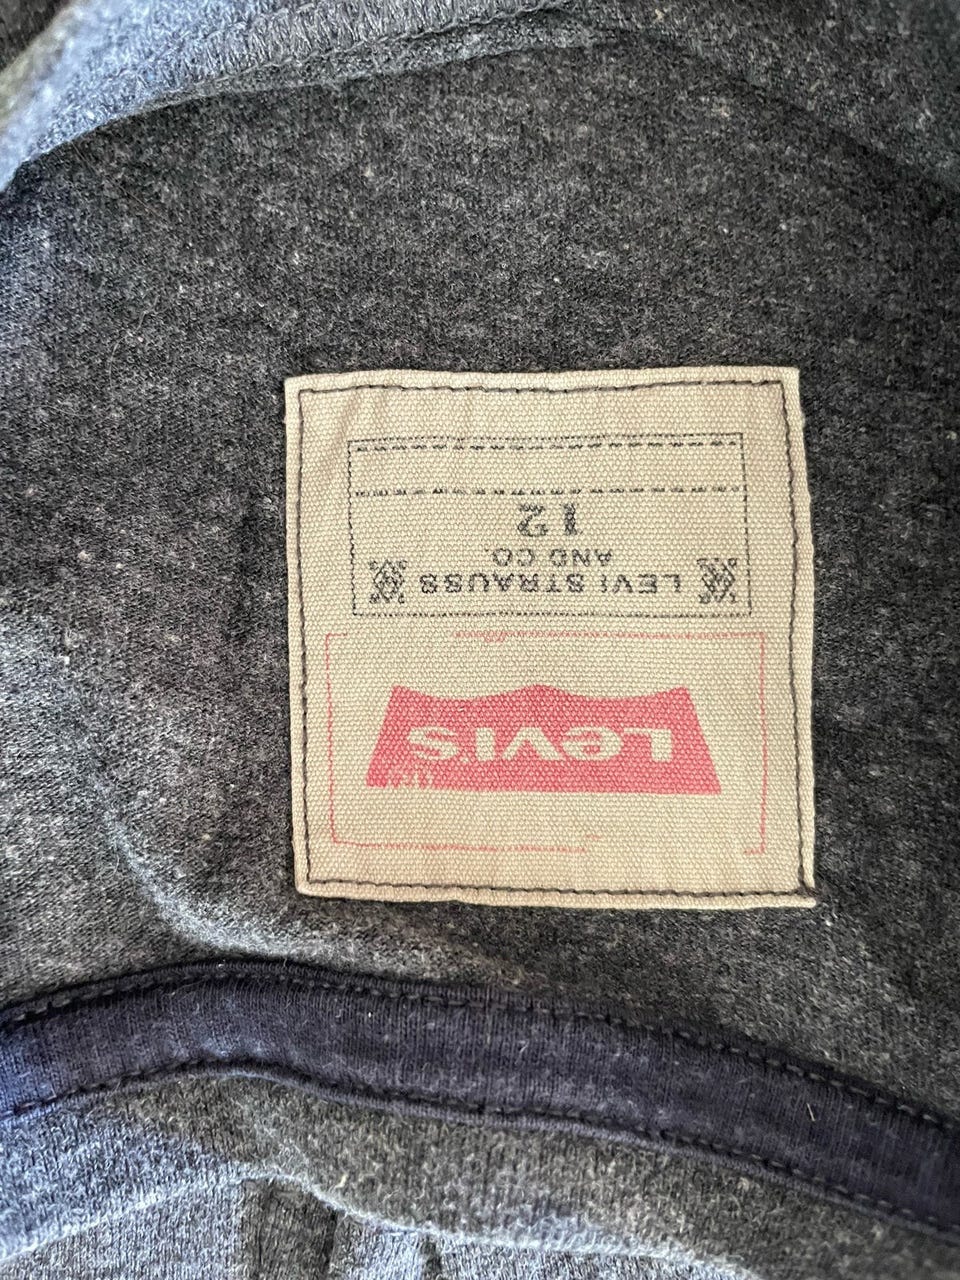 LEVI'S
LEVI STRAUSS
AND CO.
12